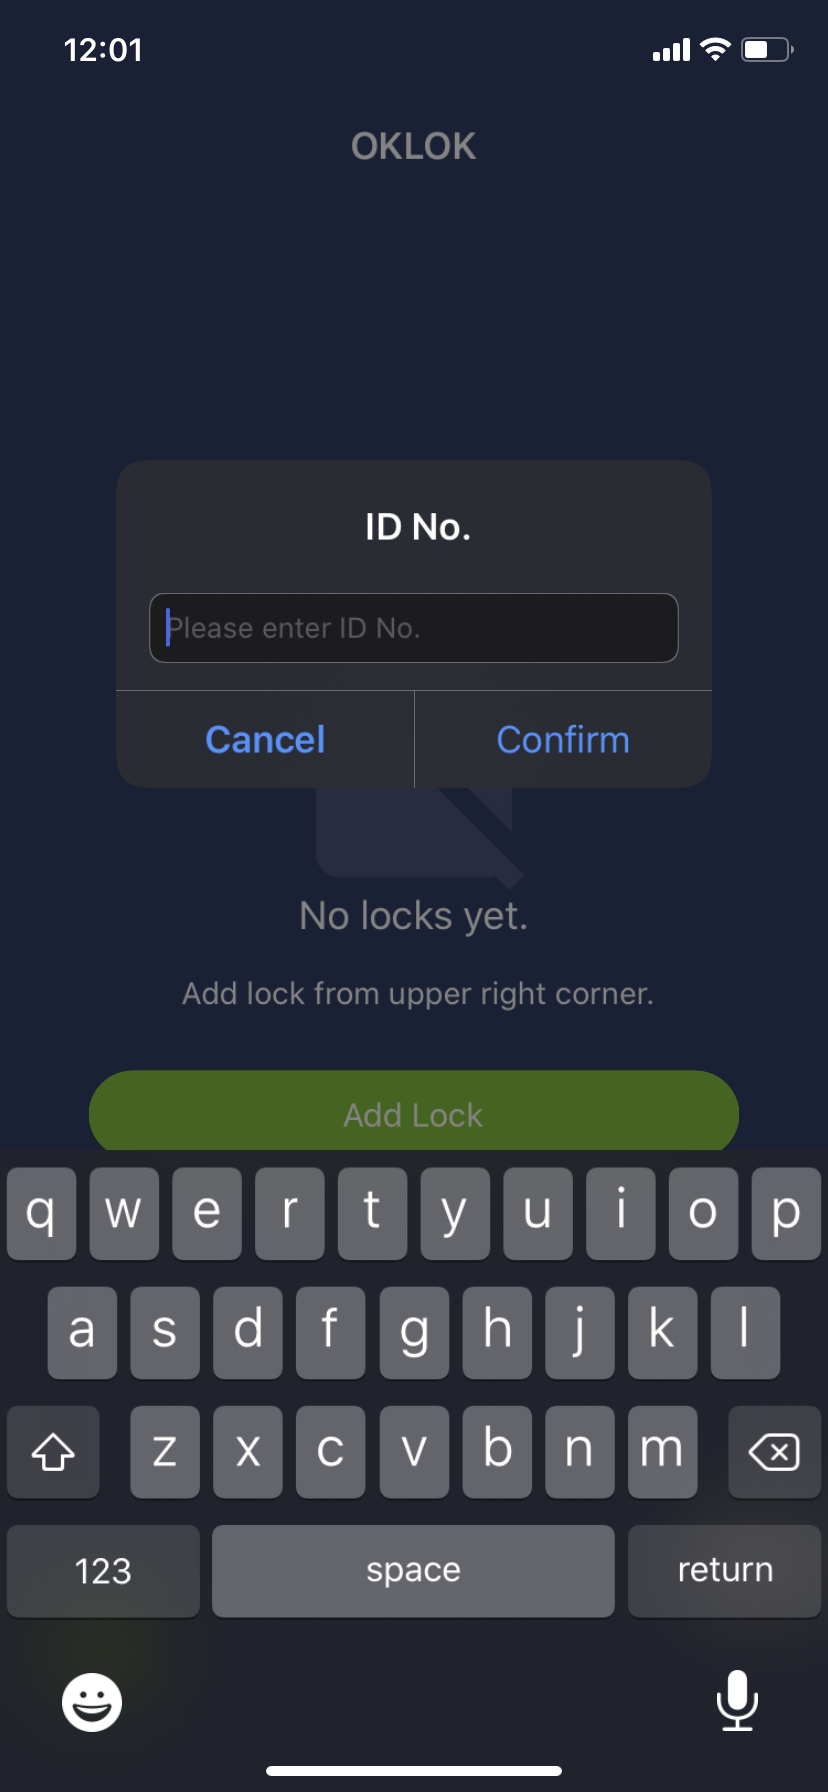 12:01
OKLOK
ID No.
Please enter ID No.
Cancel Confirm
No locks yet.
Add lock from upper right corner.
Add Lock
q w e r t y u i o p
a s d f g h j k l
z x c v b n m
123 space return